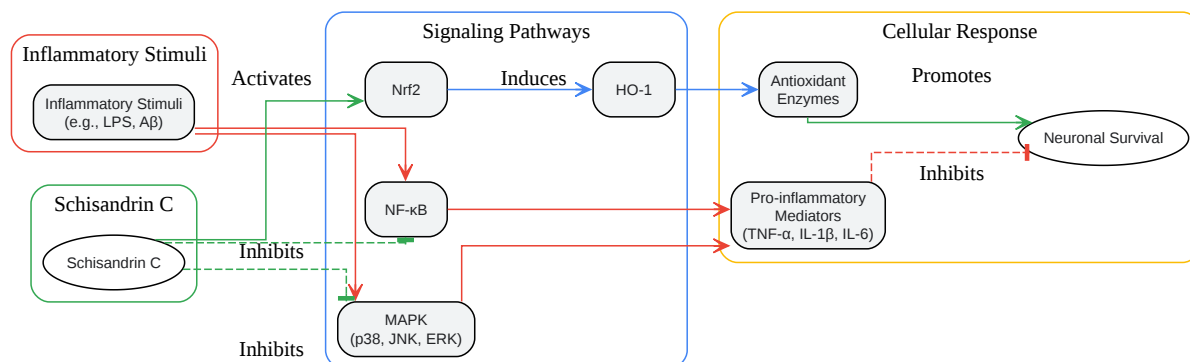 Inflammatory Stimuli
Inflammatory Stimuli
(e.g., LPS, Aβ)
Schisandrin C
Schisandrin C
Activates
Inhibits
Inhibits
Signaling Pathways
Nrf2
Induces
HO-1
NF-κB
MAPK
(p38, JNK, ERK)
Cellular Response
Antioxidant
Enzymes
Promotes
Neuronal Survival
Inhibits
Pro-inflammatory
Mediators
(TNF-α, IL-1β, IL-6)